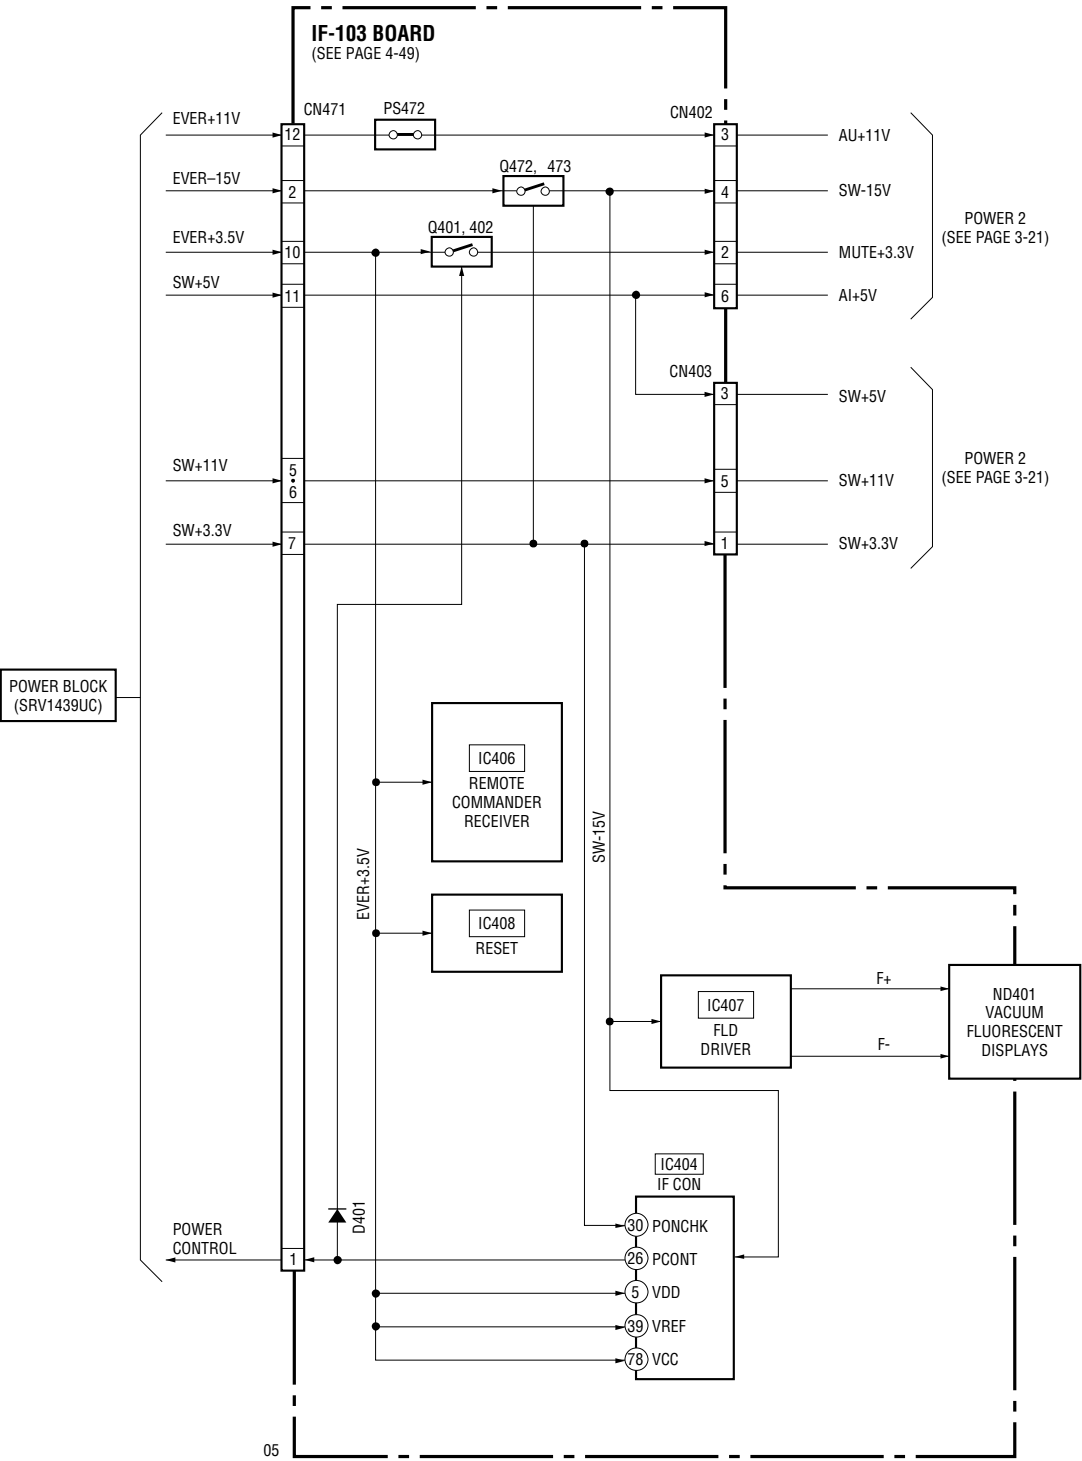 IF-103 BOARD
(SEE PAGE 4-49)
EVER+11V
CN471
PS472
CN402
12
3
AU+11V
EVER–15V
Q472, 473
2
4
SW-15V
POWER 2
(SEE PAGE 3-21)
EVER+3.5V
Q401, 402
10
2
MUTE+3.3V
SW+5V
11
6
AI+5V
CN403
3
SW+5V
SW+11V
5
•
6
5
SW+11V
POWER 2
(SEE PAGE 3-21)
SW+3.3V
7
1
SW+3.3V
POWER BLOCK
(SRV1439UC)
IC406
REMOTE
COMMANDER
RECEIVER
SW-15V
EVER+3.5V
IC408
RESET
IC407
FLD
DRIVER
F+
F-
ND401
VACUUM
FLUORESCENT
DISPLAYS
IC404
IF CON
D401
30 PONCHK
POWER
CONTROL
1
26 PCONT
5 VDD
39 VREF
78 VCC
05